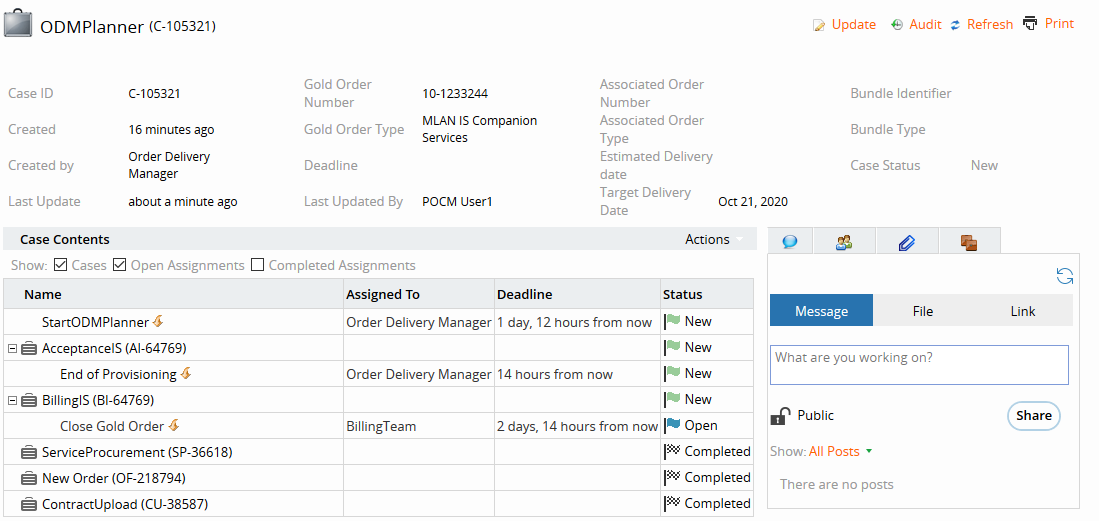 ODMPlanner (C-105321)
Update Audit Refresh Print
Case ID C-105321 Gold Order Number 10-1233244 Associated Order Number Bundle Identifier
Created 16 minutes ago Gold Order Type MLAN IS Companion Services Associated Order Type Bundle Type
Created by Order Delivery Manager Deadline Estimated Delivery date Case Status New
Last Update about a minute ago Last Updated By POCM User1 Target Delivery Date Oct 21, 2020
Case Contents Actions
Show: Cases Open Assignments Completed Assignments
Name Assigned To Deadline Status
StartODMPlanner Order Delivery Manager 1 day, 12 hours from now New
AcceptanceIS (AI-64769) New
End of Provisioning Order Delivery Manager 14 hours from now New
BillingIS (BI-64769) New
Close Gold Order BillingTeam 2 days, 14 hours from now Open
ServiceProcurement (SP-36618) Completed
New Order (OF-218794) Completed
ContractUpload (CU-38587) Completed
Message File Link
What are you working on?
Public Share
Show: All Posts
There are no posts